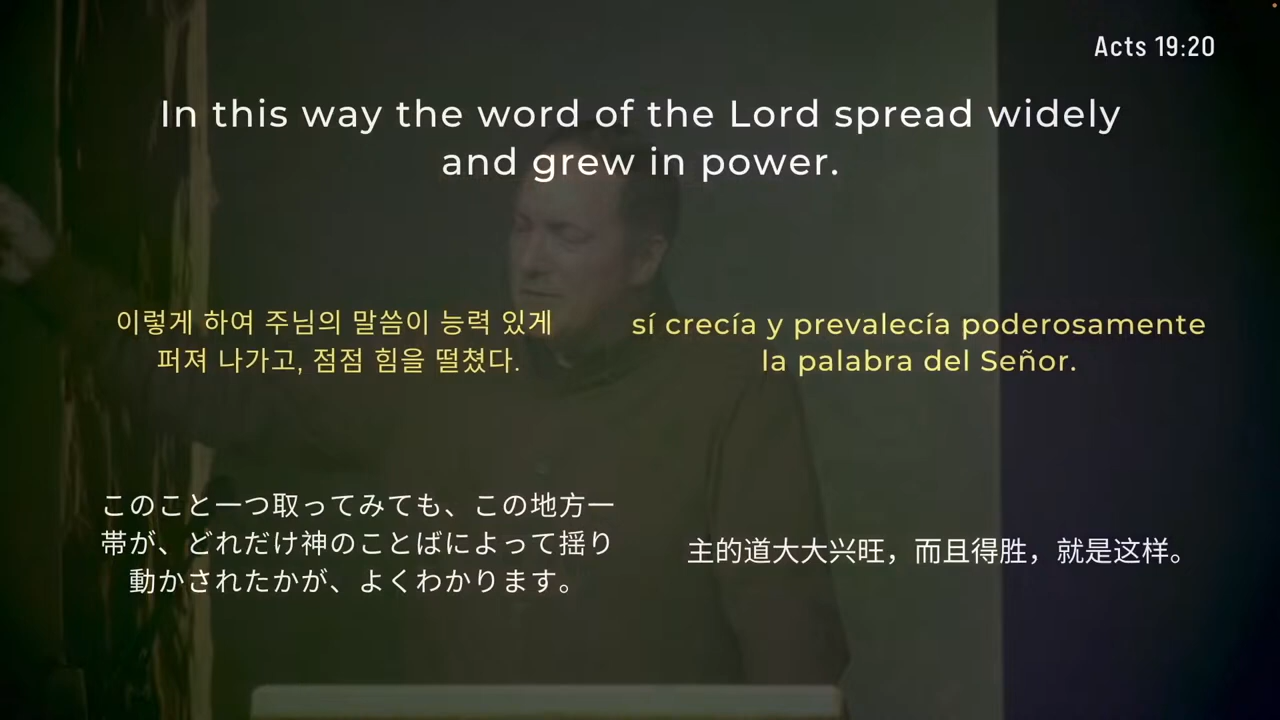 Acts 19:20
In this way the word of the Lord spread widely
and grew in power.
이렇게 하여 주님의 말씀이 능력 있게
퍼져 나가고, 점점 힘을 떨쳤다.
sí crecía y prevalecía poderosamente
la palabra del Señor.
このこと一つ取ってみても、この地方一
帯が、どれだけ神のことばによって揺り
動かされたかが、よくわかります。
主的道大大兴旺，而且得胜，就是这样。